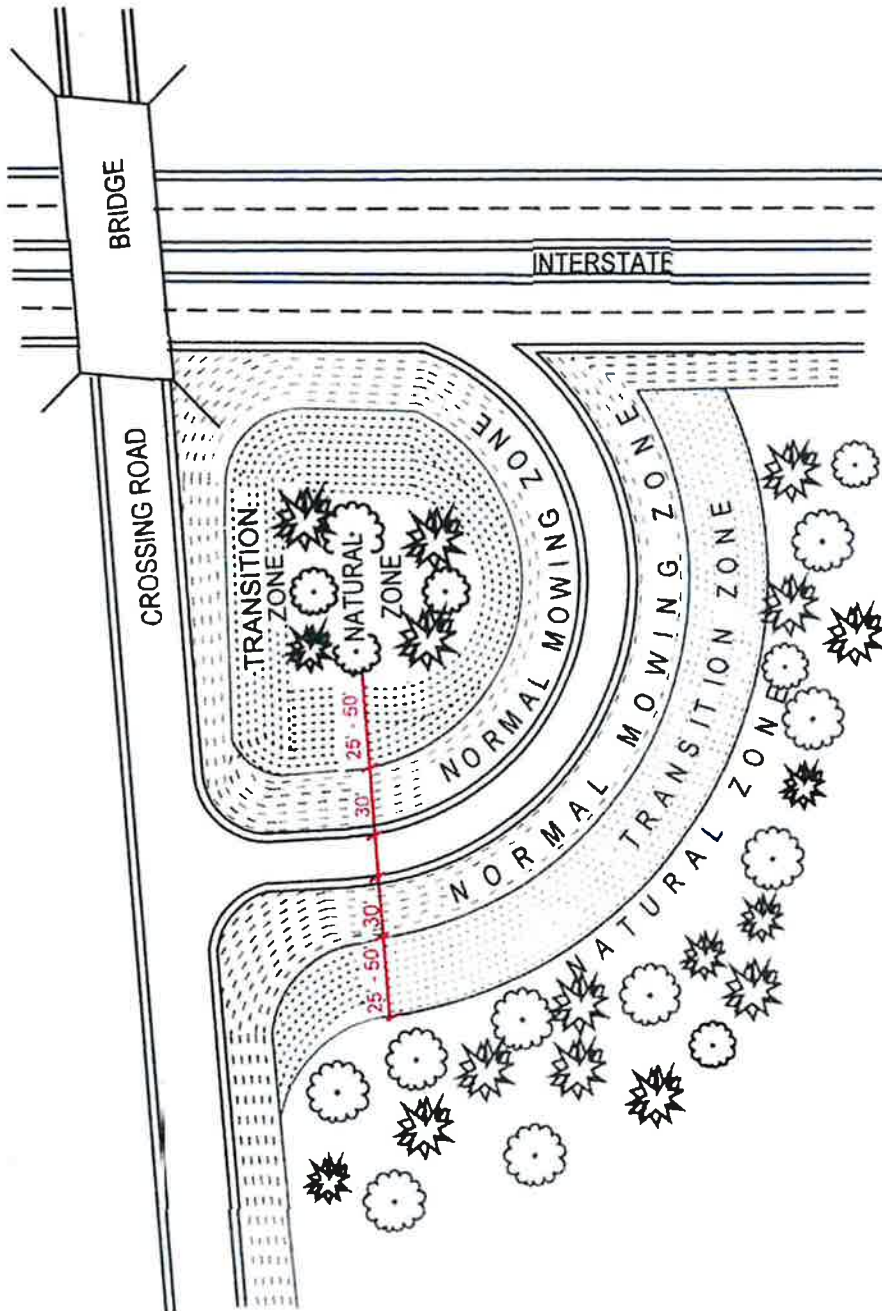 BRIDGE
INTERSTATE
CROSSING ROAD
TRANSITION
ZONE
NATURAL
ZONE
NORMAL MOWING ZONE
NORMAL MOWING ZONE
TRANSITION ZONE
NATURAL ZONE
25' - 50'
30'
30'
25' - 50'